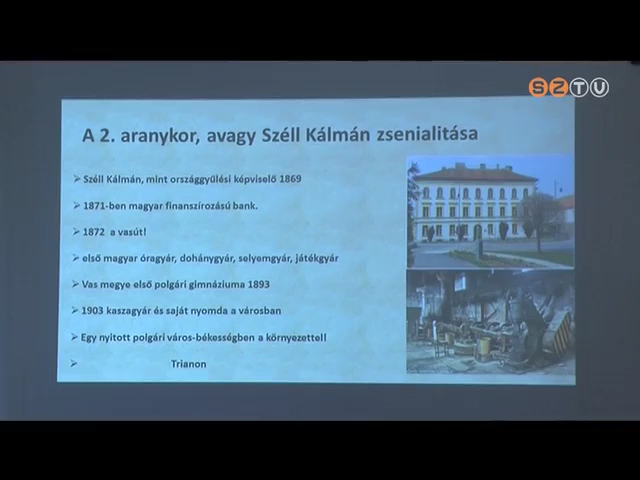 SZTV
A 2. aranykor, avagy Széll Kálmán zsenialitása
➢ Széll Kálmán, mint országgyűlési képviselő 1869
➢ 1871-ben magyar finanszírozású bank.
➢ 1872 a vasút!
➢ első magyar óragyár, dohánygyár, selyemgyár, játékgyár
➢ Vas megye első polgári gimnáziuma 1893
➢ 1903 kaszagyár és saját nyomda a városban
➢ Egy nyitott polgári város-békességben a környezettel!
➢ Trianon